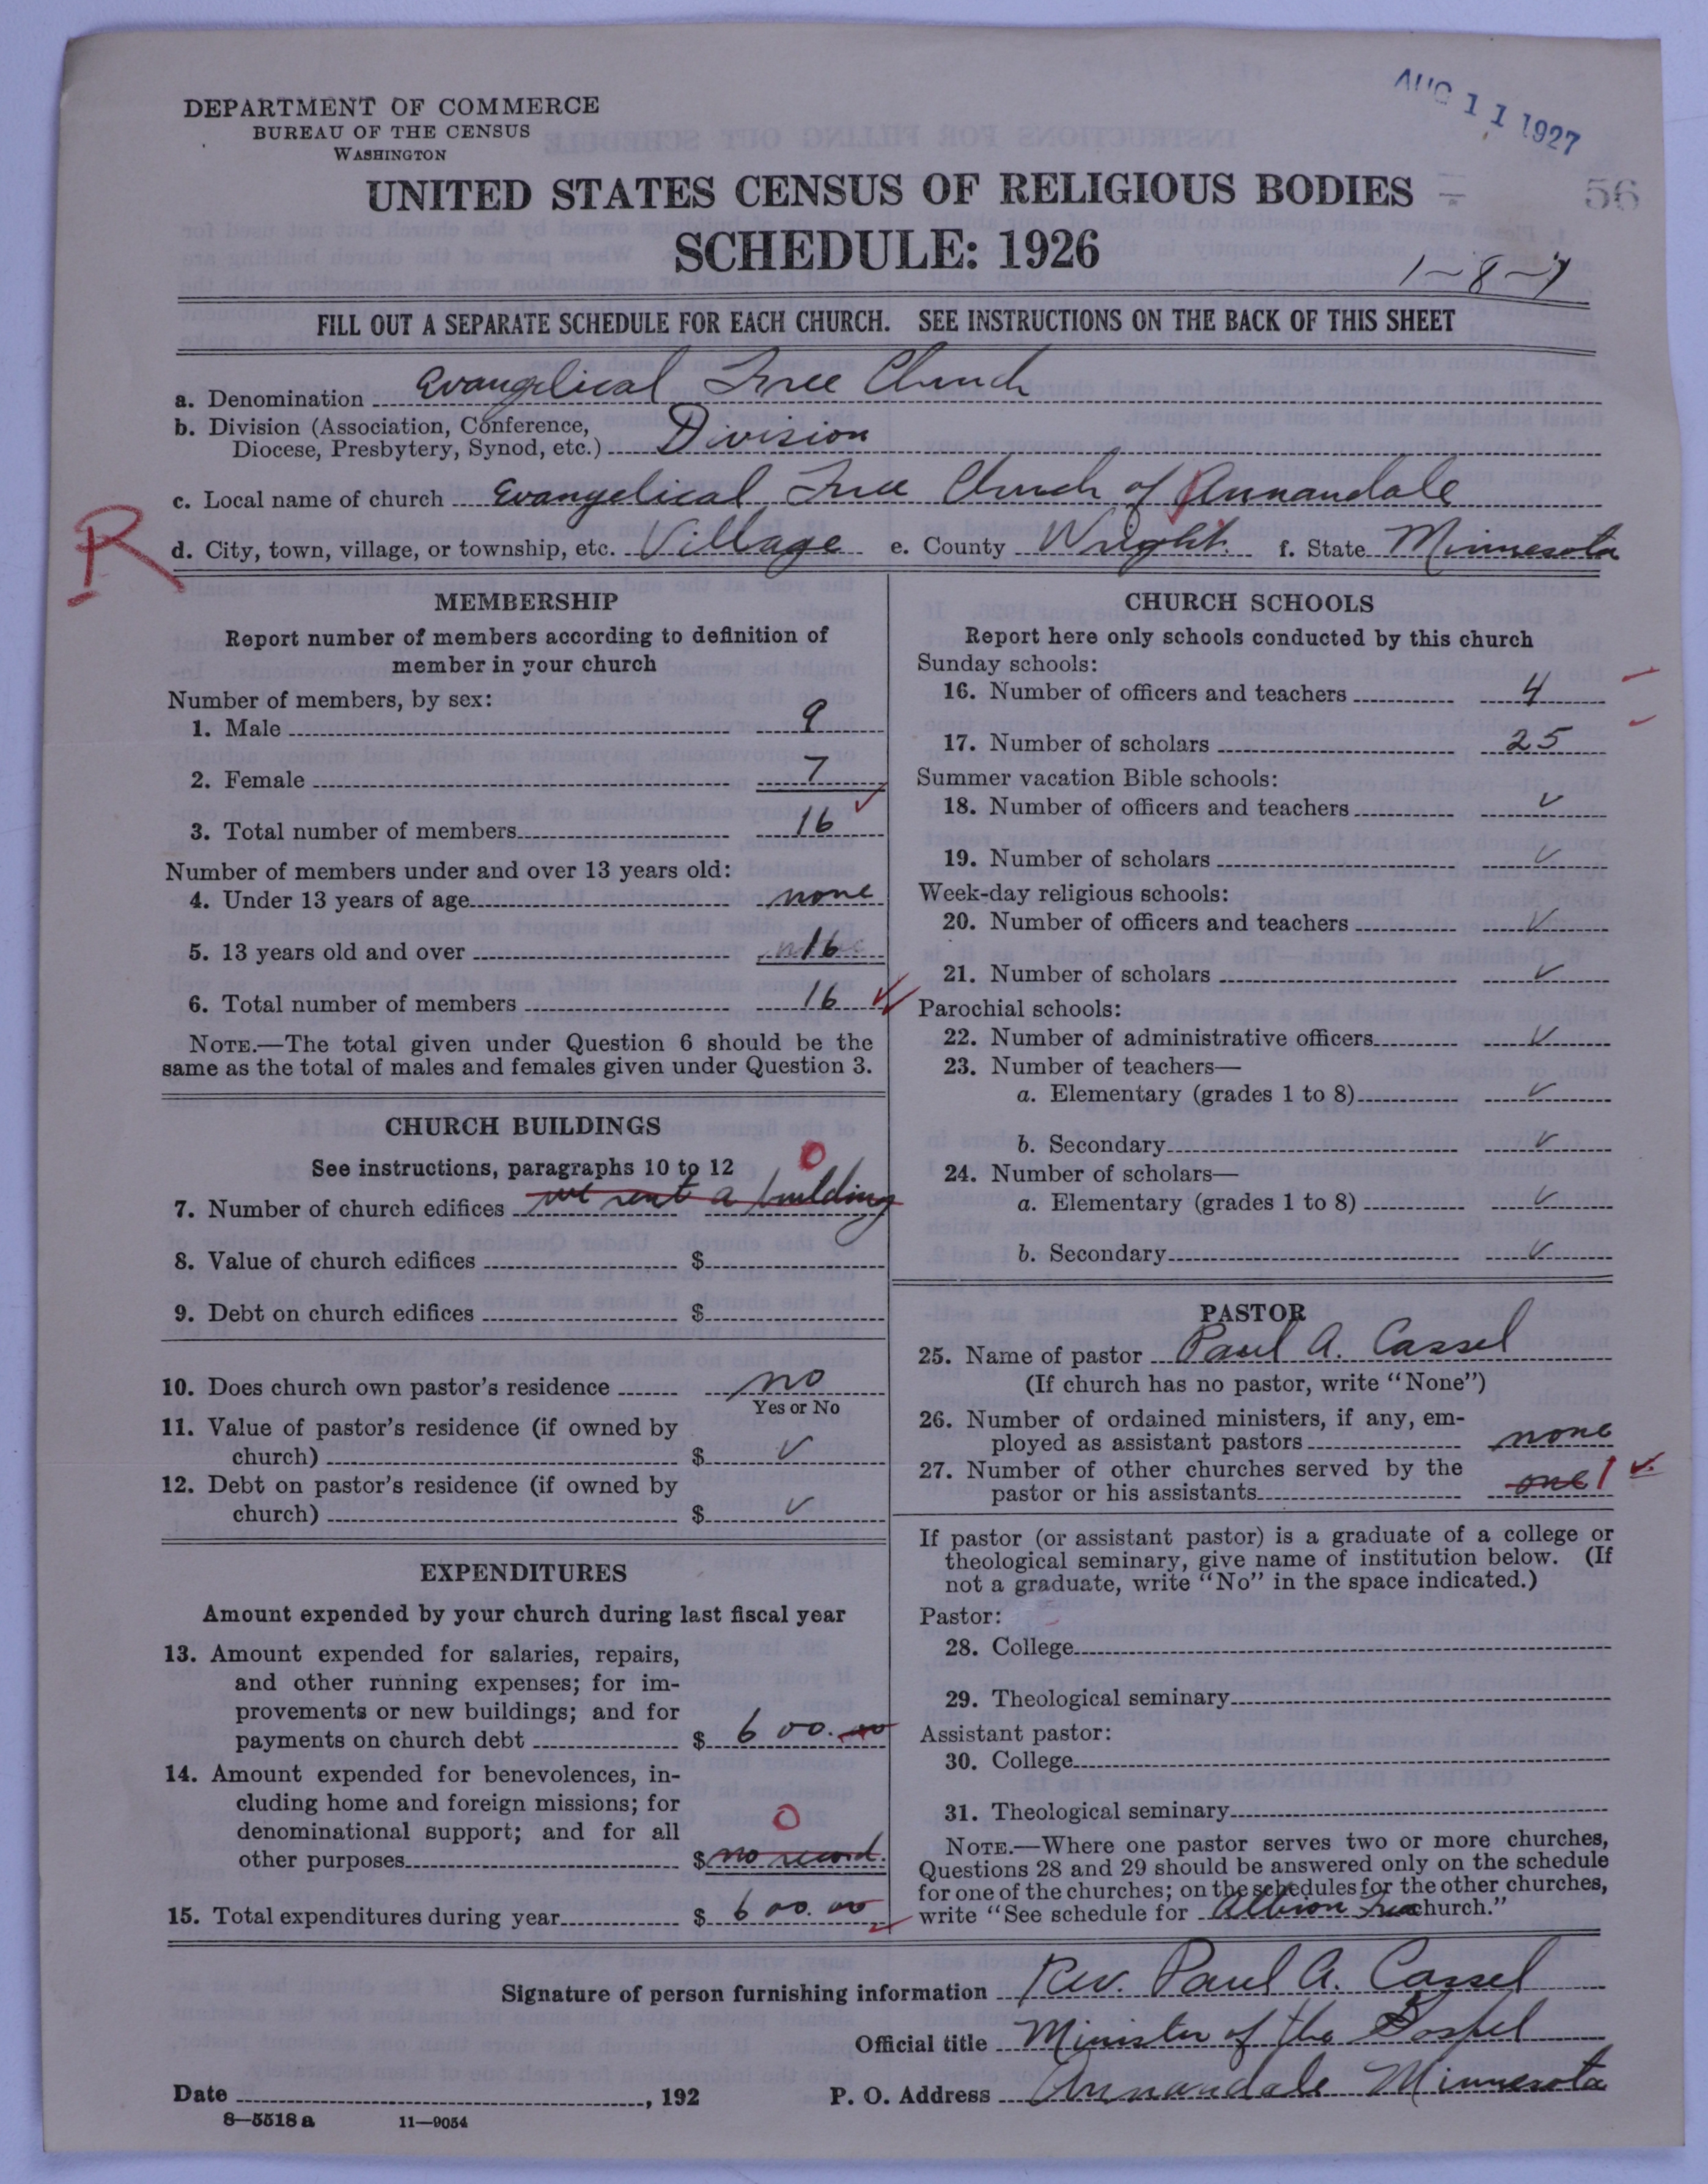 AUG 11 1927
DEPARTMENT OF COMMERCE
BUREAU OF THE CENSUS
WASHINGTON
56
UNITED STATES CENSUS OF RELIGIOUS BODIES
SCHEDULE: 1926
1-8-7
FILL OUT A SEPARATE SCHEDULE FOR EACH CHURCH. SEE INSTRUCTIONS ON THE BACK OF THIS SHEET
a. Denomination Evangelical Free Church
b. Division (Association, Conference,
Diocese, Presbytery, Synod, etc.) Division
c. Local name of church Evangelical Free Church of Annandale
R
d. City, town, village, or township, etc. Village e. County Wright. f. State Minnesota
MEMBERSHIP
Report number of members according to definition of
member in your church
Number of members, by sex:
1. Male 9
2. Female 7
3. Total number of members 16
Number of members under and over 13 years old:
4. Under 13 years of age none
5. 13 years old and over 16
6. Total number of members 16
NOTE.—The total given under Question 6 should be the
same as the total of males and females given under Question 3.
CHURCH BUILDINGS
See instructions, paragraphs 10 to 12
0
7. Number of church edifices we rent a building
8. Value of church edifices $
9. Debt on church edifices $
10. Does church own pastor's residence no
Yes or No
11. Value of pastor's residence (if owned by
church) $ ✓
12. Debt on pastor's residence (if owned by
church) $ ✓
EXPENDITURES
Amount expended by your church during last fiscal year
13. Amount expended for salaries, repairs,
and other running expenses; for im-
provements or new buildings; and for
payments on church debt $ 600.00
14. Amount expended for benevolences, in-
cluding home and foreign missions; for
denominational support; and for all
0
other purposes $ no record.
15. Total expenditures during year $ 600.00
CHURCH SCHOOLS
Report here only schools conducted by this church
Sunday schools:
16. Number of officers and teachers 4
17. Number of scholars 25
Summer vacation Bible schools:
18. Number of officers and teachers ✓
19. Number of scholars ✓
Week-day religious schools:
20. Number of officers and teachers ✓
21. Number of scholars ✓
Parochial schools:
22. Number of administrative officers ✓
23. Number of teachers—
a. Elementary (grades 1 to 8) ✓
b. Secondary ✓
24. Number of scholars—
a. Elementary (grades 1 to 8) ✓
b. Secondary ✓
PASTOR
25. Name of pastor Paul A. Cassel
(If church has no pastor, write "None")
26. Number of ordained ministers, if any, em-
ployed as assistant pastors none
27. Number of other churches served by the
pastor or his assistants one 1 ✓
If pastor (or assistant pastor) is a graduate of a college or
theological seminary, give name of institution below. (If
not a graduate, write "No" in the space indicated.)
Pastor:
28. College
29. Theological seminary
Assistant pastor:
30. College
31. Theological seminary
NOTE.—Where one pastor serves two or more churches,
Questions 28 and 29 should be answered only on the schedule
for one of the churches; on the schedules for the other churches,
write "See schedule for Albion Free church."
Signature of person furnishing information Rev. Paul A. Cassel
Official title Minister of the Gospel
Date , 192 P. O. Address Annandale Minnesota
8—5518 a 11—9054